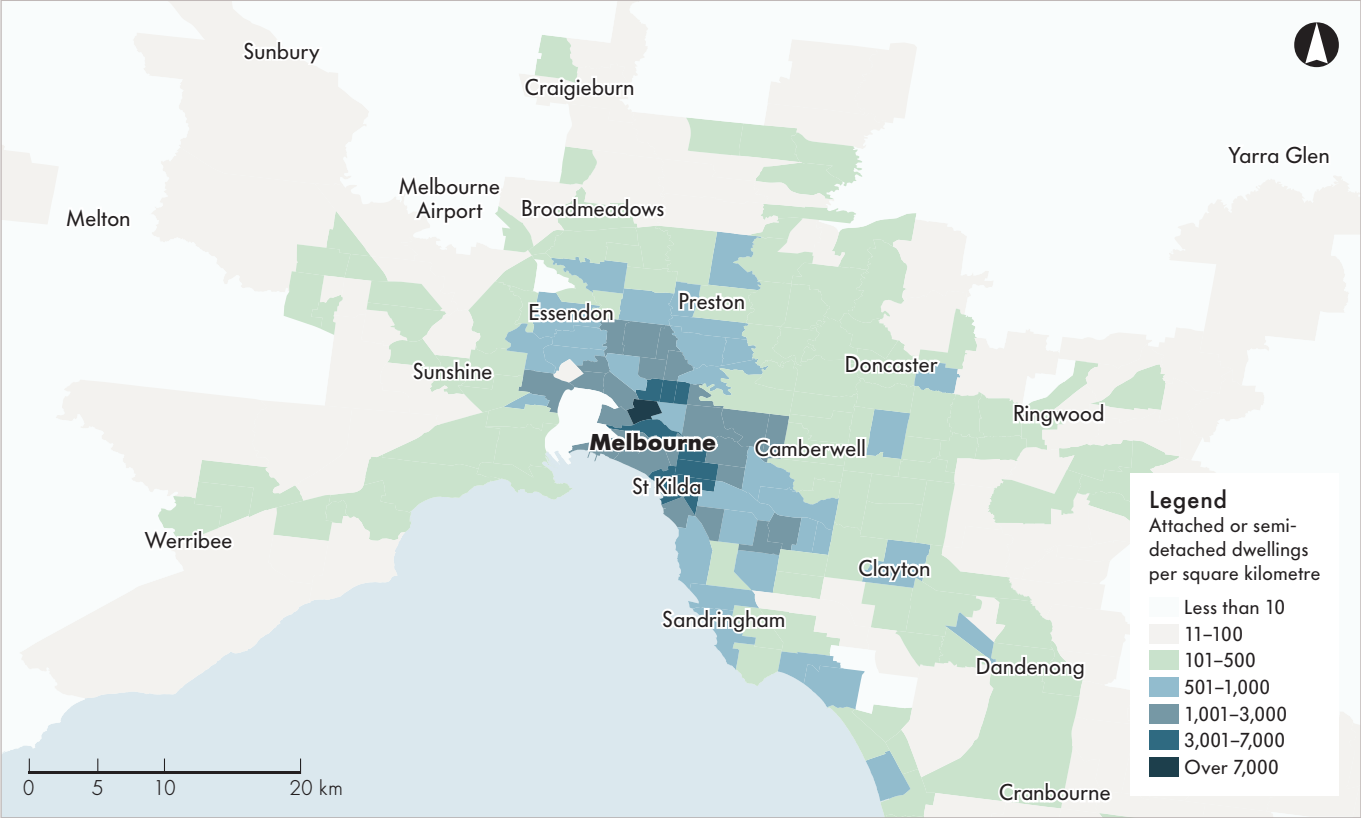 Sunbury
Craigieburn
Yarra Glen
Melbourne
Airport
Broadmeadows
Melton
Preston
Essendon
Doncaster
Sunshine
Ringwood
Melbourne
Camberwell
St Kilda
Werribee
Clayton
Sandringham
Dandenong
Cranbourne
Legend
Attached or semi-
detached dwellings
per square kilometre
Less than 10
11–100
101–500
501–1,000
1,001–3,000
3,001–7,000
Over 7,000
0 5 10 20 km